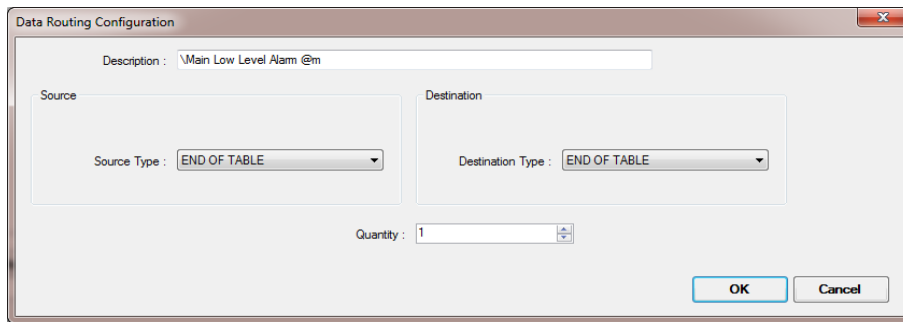 Data Routing Configuration
Description : \Main Low Level Alarm @m
Source
Source Type : END OF TABLE
Destination
Destination Type : END OF TABLE
Quantity : 1
OK Cancel